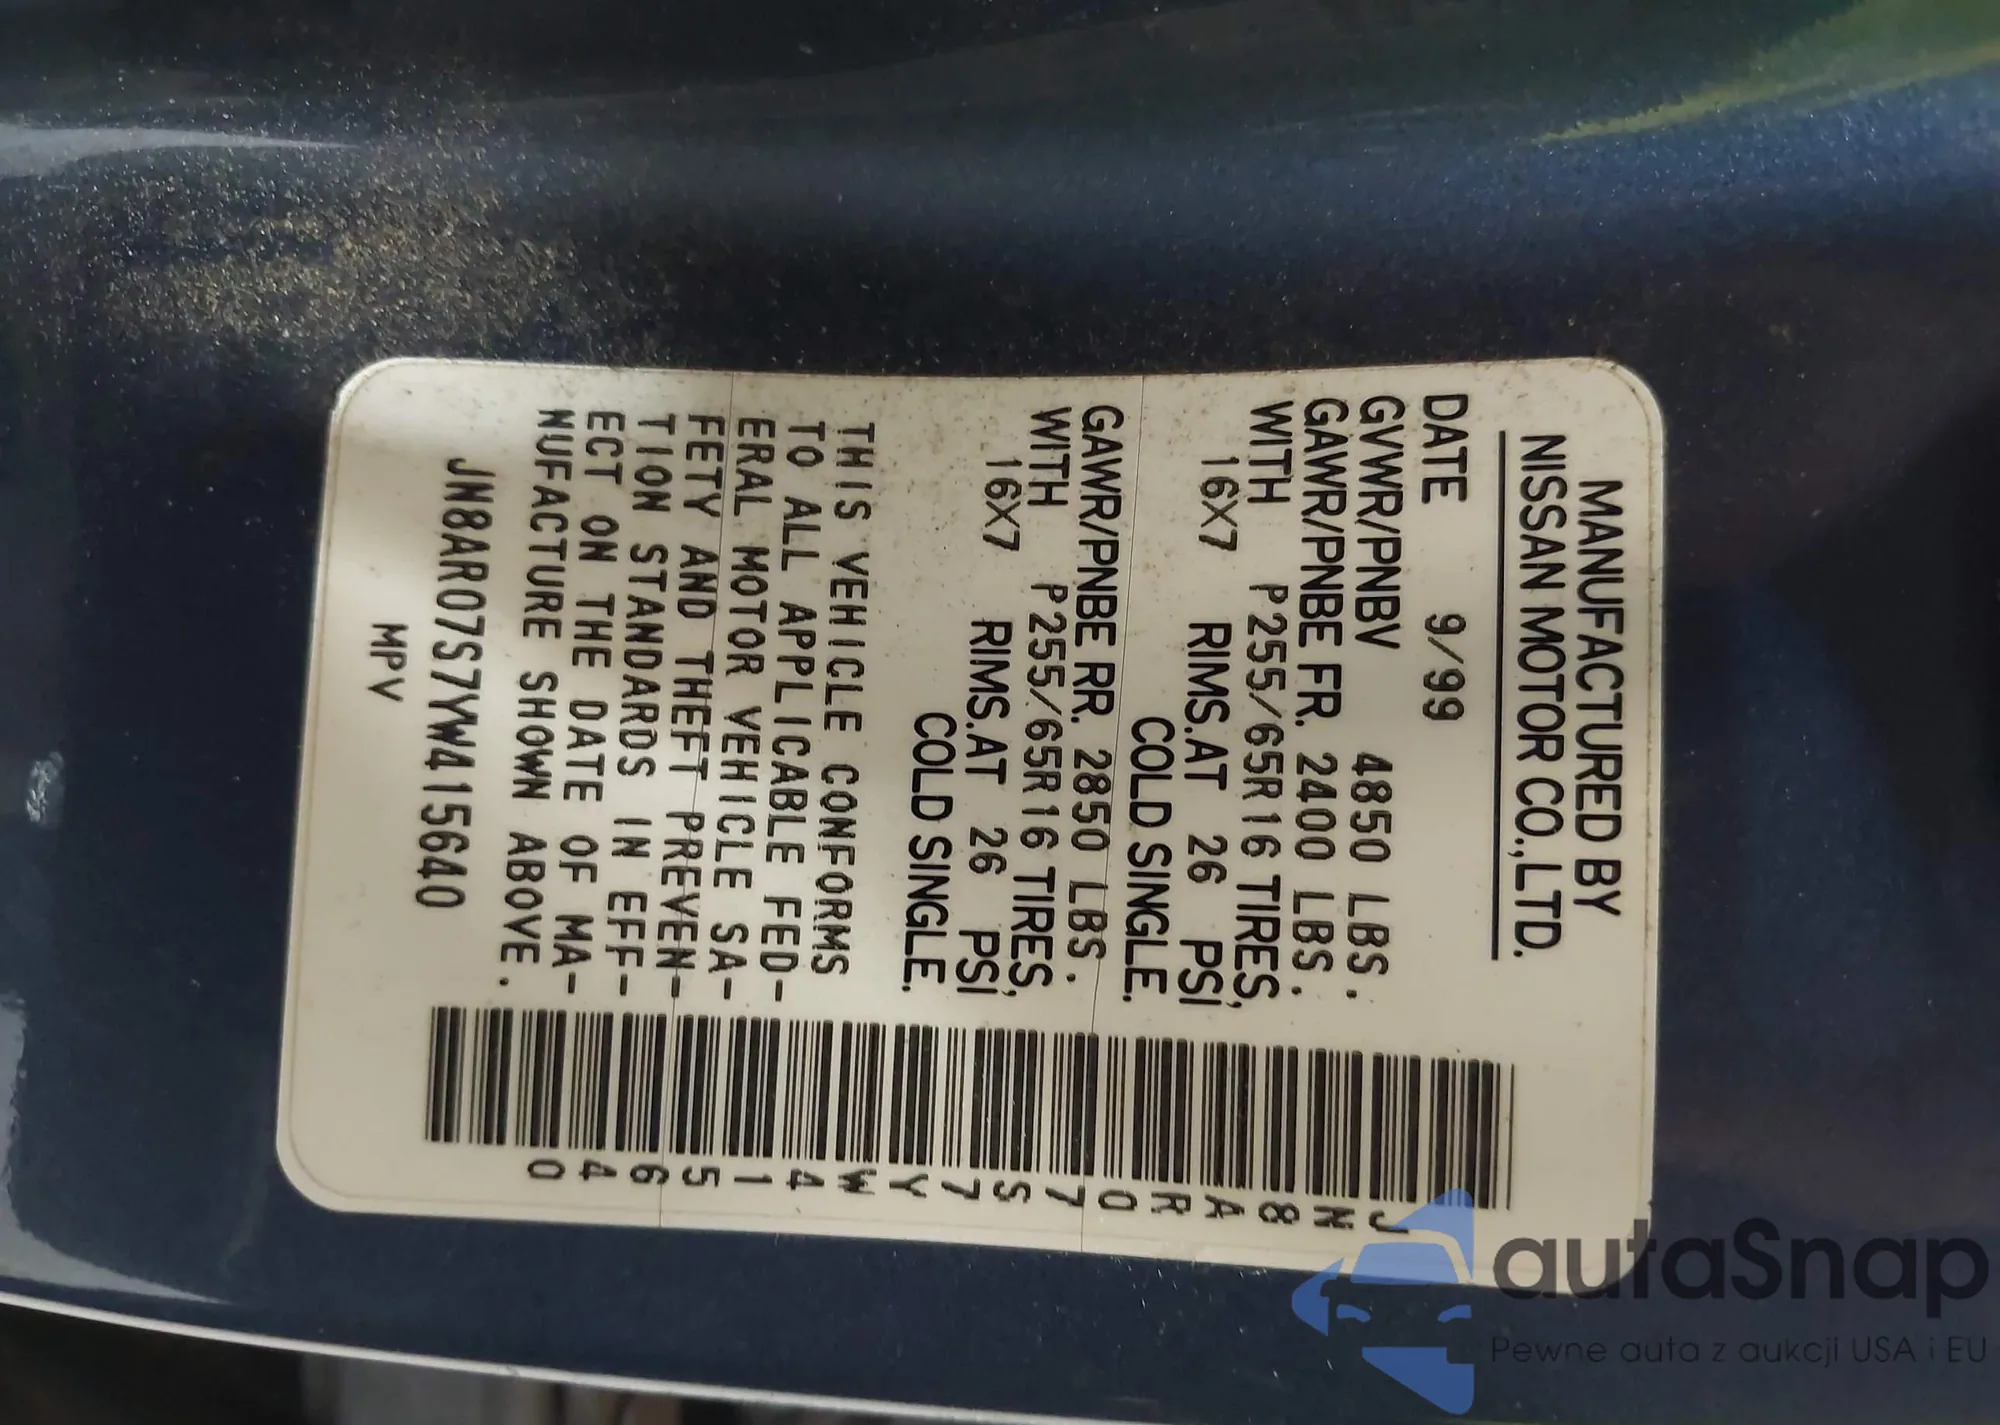 MANUFACTURED BY
NISSAN MOTOR CO.,LTD.
DATE 9/99
GVWR/PNBV 4850 LBS.
GAWR/PNBE FR. 2400 LBS.
WITH P255/65R16 TIRES,
16X7 RIMS.AT 26 PSI
COLD SINGLE.
GAWR/PNBE RR. 2850 LBS.
WITH P255/65R16 TIRES,
16X7 RIMS.AT 26 PSI
COLD SINGLE.
THIS VEHICLE CONFORMS
TO ALL APPLICABLE FED-
ERAL MOTOR VEHICLE SA-
FETY AND THEFT PREVEN-
TION STANDARDS IN EFF-
ECT ON THE DATE OF MA-
NUFACTURE SHOWN ABOVE.
JN8AR07S7YW415640
MPV
JN8AR07S7YW415640
autaSnap
Pewne auta z aukcji USA i EU